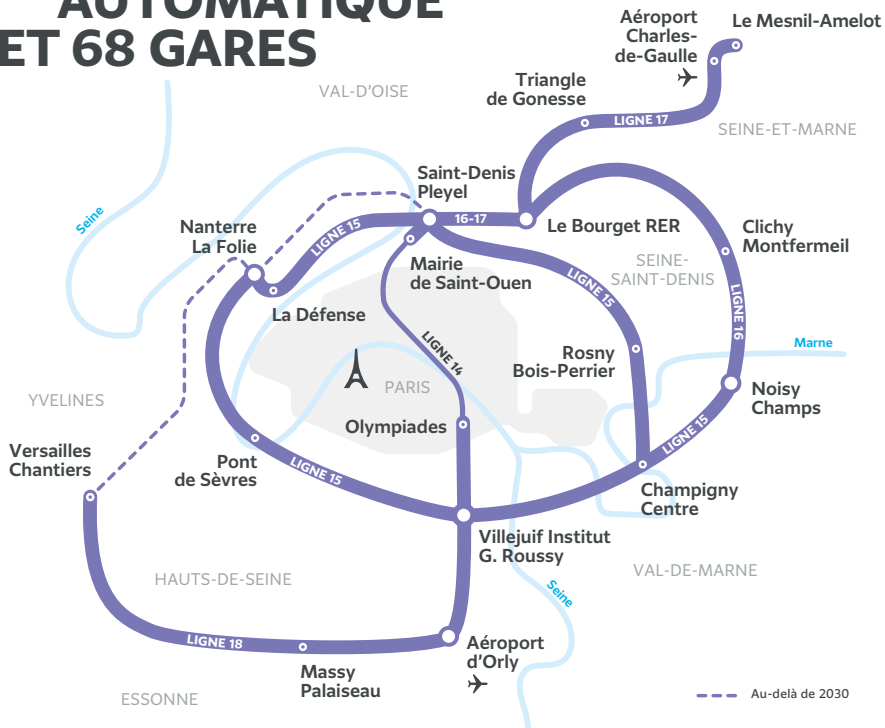 AUTOMATIQUE
ET 68 GARES
Aéroport
Charles-
de-Gaulle
Le Mesnil-Amelot
VAL-D'OISE
Triangle
de Gonesse
LIGNE 17
SEINE-ET-MARNE
Seine
Saint-Denis
Pleyel
16-17
Le Bourget RER
Nanterre
La Folie
LIGNE 15
Clichy
Montfermeil
Mairie
de Saint-Ouen
SEINE-
SAINT-DENIS
LIGNE 15
LIGNE 16
La Défense
LIGNE 14
Marne
Rosny
Bois-Perrier
PARIS
Noisy
Champs
YVELINES
Olympiades
LIGNE 15
Versailles
Chantiers
Pont
de Sèvres
LIGNE 15
Champigny
Centre
Villejuif Institut
G. Roussy
HAUTS-DE-SEINE
VAL-DE-MARNE
Seine
LIGNE 18
Aéroport
d'Orly
Massy
Palaiseau
ESSONNE
Au-delà de 2030